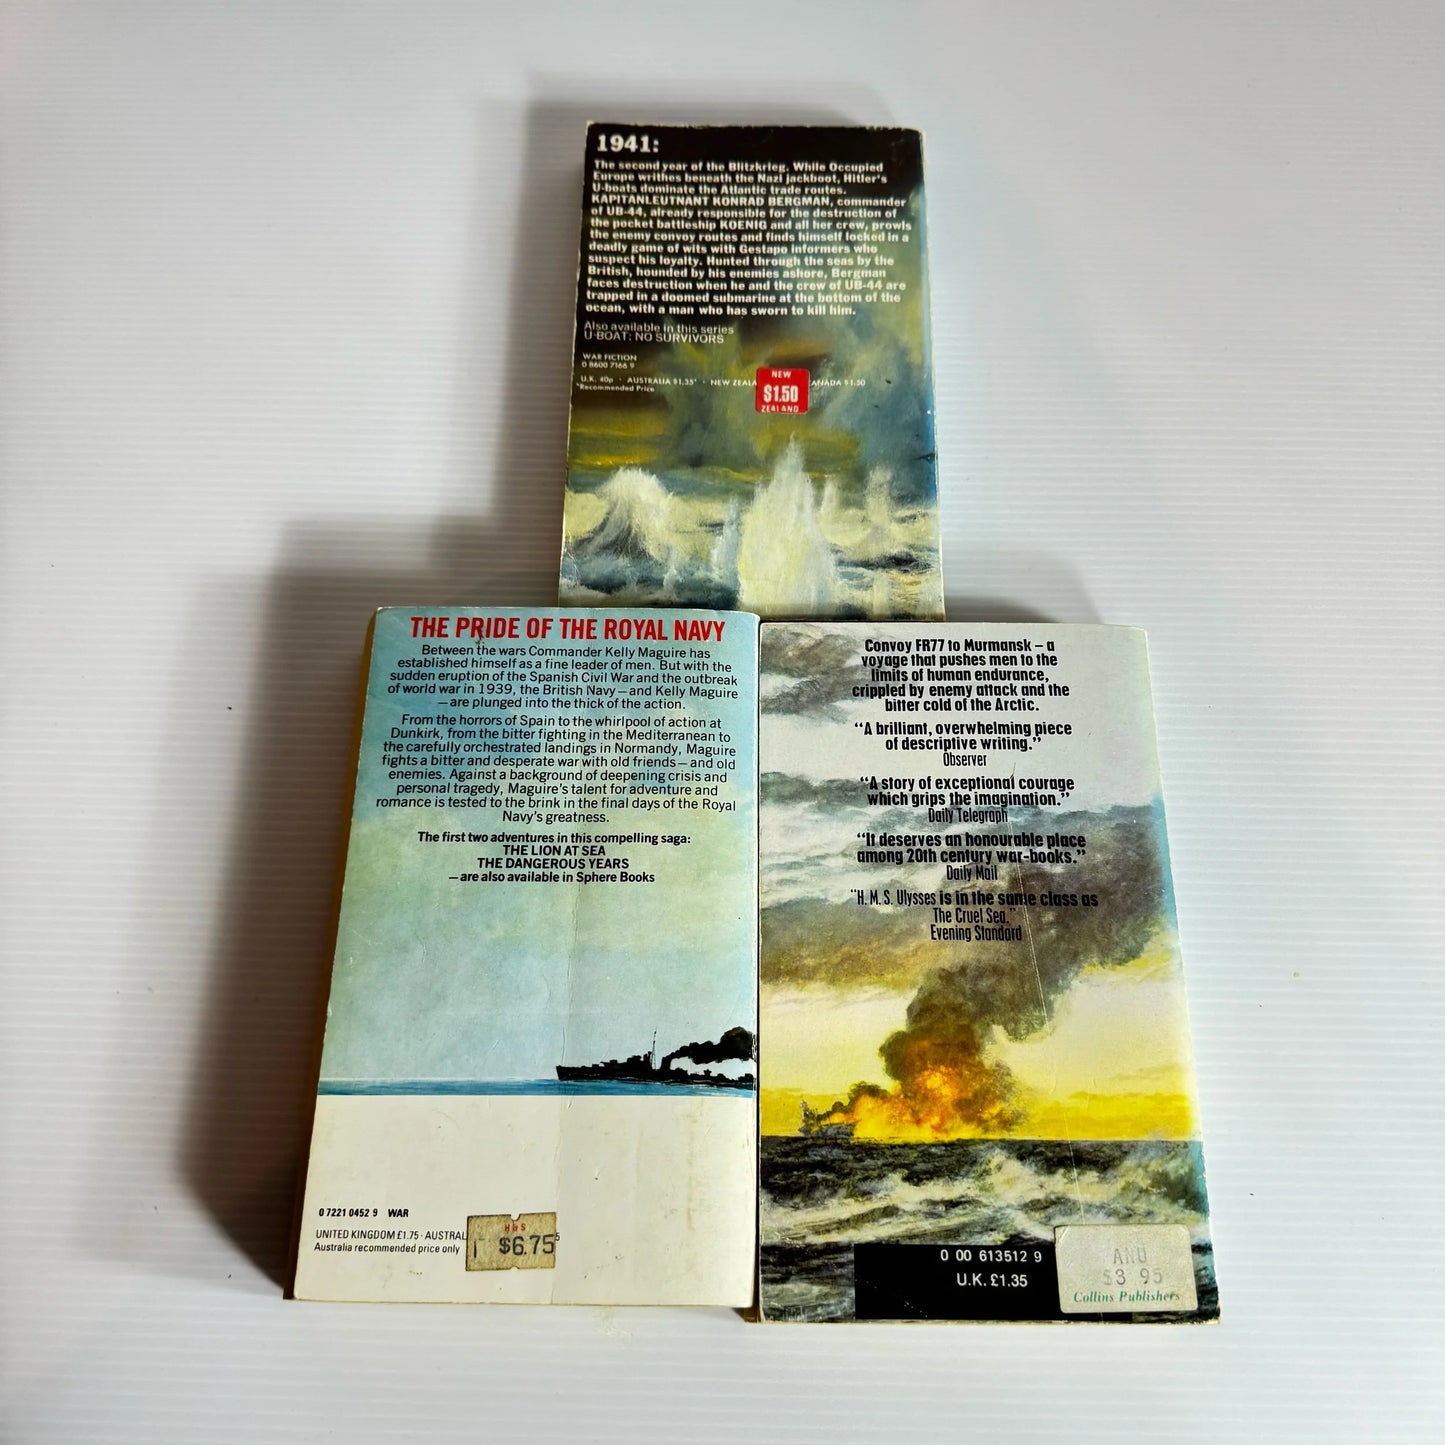 1941:
The second year of the Blitzkrieg. While Occupied
Europe writhes beneath the Nazi jackboot, Hitler's
U-boats dominate the Atlantic trade routes.
KAPITANLEUTNANT KONRAD BERGMAN, commander
of UB-44, already responsible for the destruction of
the pocket battleship KOENIG and all her crew, prowls
the enemy convoy routes and finds himself locked in a
deadly game of wits with Gestapo informers who
suspect his loyalty. Hunted through the seas by the
British, hounded by his enemies ashore, Bergman
faces destruction when he and the crew of UB-44 are
trapped in a doomed submarine at the bottom of the
ocean, with a man who has sworn to kill him.
Also available in this series
U-BOAT: NO SURVIVORS
WAR FICTION
0 8600 7166 9
U.K. 40p · AUSTRALIA $1.35* · NEW ZEALA ANADA $1.50
*Recommended Price
NEW
$1.50
ZEALAND
THE PRIDE OF THE ROYAL NAVY
Between the wars Commander Kelly Maguire has
established himself as a fine leader of men. But with the
sudden eruption of the Spanish Civil War and the outbreak
of world war in 1939, the British Navy – and Kelly Maguire
– are plunged into the thick of the action.
From the horrors of Spain to the whirlpool of action at
Dunkirk, from the bitter fighting in the Mediterranean to
the carefully orchestrated landings in Normandy, Maguire
fights a bitter and desperate war with old friends – and old
enemies. Against a background of deepening crisis and
personal tragedy, Maguire's talent for adventure and
romance is tested to the brink in the final days of the Royal
Navy's greatness.
The first two adventures in this compelling saga:
THE LION AT SEA
THE DANGEROUS YEARS
– are also available in Sphere Books
0 7221 0452 9 WAR
UNITED KINGDOM £1.75 · AUSTRAL
Australia recommended price only
H&S
$6.75
5
Convoy FR77 to Murmansk – a
voyage that pushes men to the
limits of human endurance,
crippled by enemy attack and the
bitter cold of the Arctic.
"A brilliant, overwhelming piece
of descriptive writing."
Observer
"A story of exceptional courage
which grips the imagination."
Daily Telegraph
"It deserves an honourable place
among 20th century war-books."
Daily Mail
"H.M.S. Ulysses is in the same class as
The Cruel Sea."
Evening Standard
0 00 613512 9
U.K. £1.35
ANU
$3 95
Collins Publishers